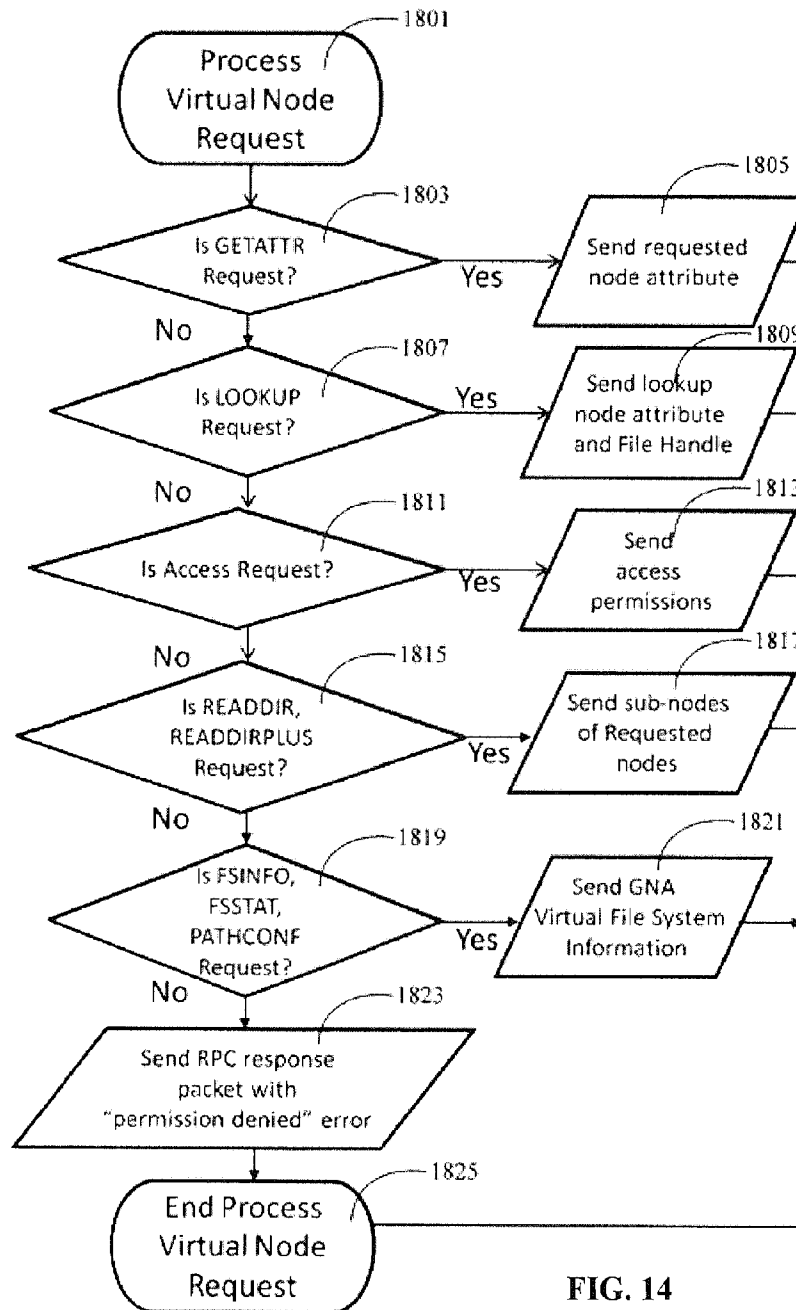 1801
Process
Virtual Node
Request
1803
Is GETATTR
Request?
Yes
1805
Send requested
node attribute
No
1807
Is LOOKUP
Request?
Yes
1809
Send lookup
node attribute
and File Handle
No
1811
Is Access Request?
Yes
1813
Send
access
permissions
No
1815
Is READDIR,
READDIRPLUS
Request?
Yes
1817
Send sub-nodes
of Requested
nodes
No
1819
Is FSINFO,
FSSTAT,
PATHCONF
Request?
Yes
1821
Send GNA
Virtual File System
Information
No
1823
Send RPC response
packet with
"permission denied" error
1825
End Process
Virtual Node
Request
FIG. 14